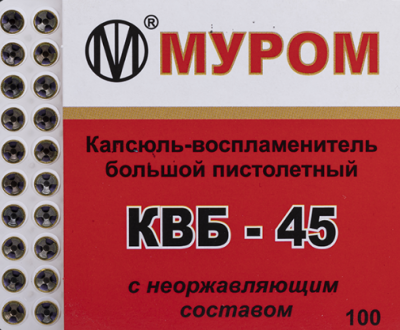 ® МУРОМ
Капсюль-воспламенитель
большой пистолетный
КВБ - 45
с неоржавляющим
составом
100